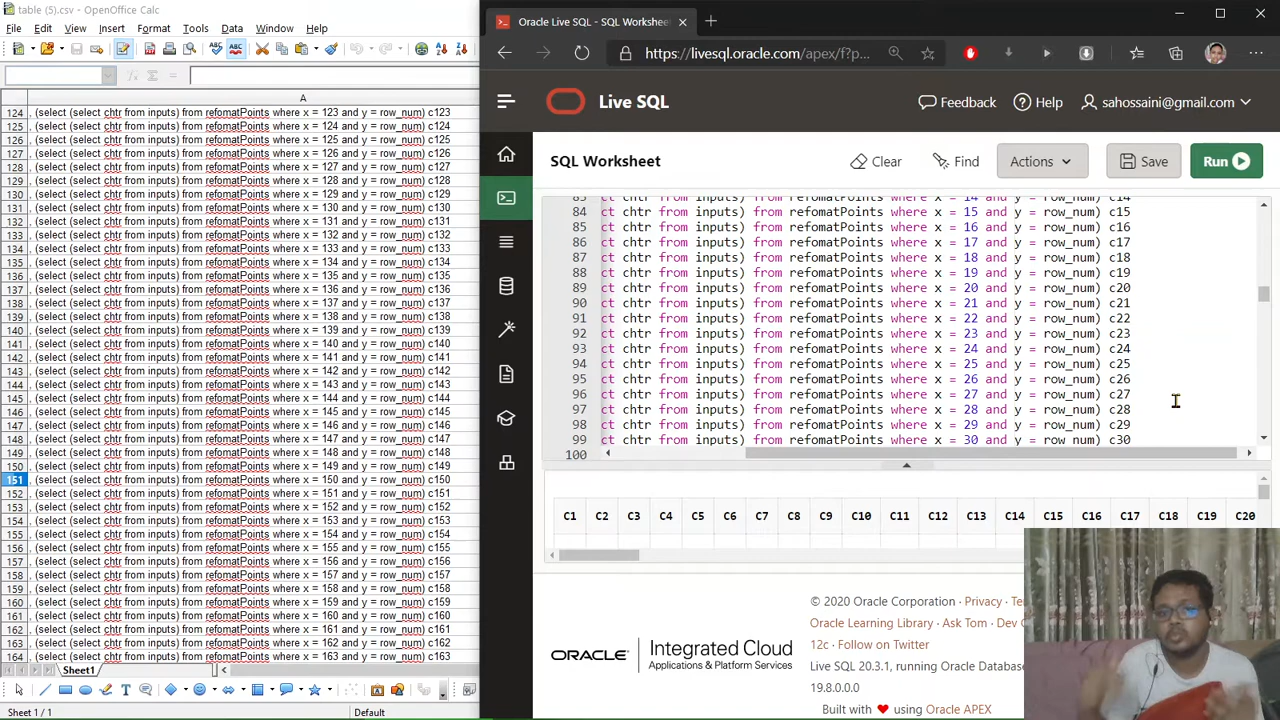 table (5).csv - OpenOffice Calc
File Edit View Insert Format Tools Data Window Help
A
124 , (select (select chtr from inputs) from refomatPoints where x = 123 and y = row_num) c123
125 , (select (select chtr from inputs) from refomatPoints where x = 124 and y = row_num) c124
126 , (select (select chtr from inputs) from refomatPoints where x = 125 and y = row_num) c125
127 , (select (select chtr from inputs) from refomatPoints where x = 126 and y = row_num) c126
128 , (select (select chtr from inputs) from refomatPoints where x = 127 and y = row_num) c127
129 , (select (select chtr from inputs) from refomatPoints where x = 128 and y = row_num) c128
130 , (select (select chtr from inputs) from refomatPoints where x = 129 and y = row_num) c129
131 , (select (select chtr from inputs) from refomatPoints where x = 130 and y = row_num) c130
132 , (select (select chtr from inputs) from refomatPoints where x = 131 and y = row_num) c131
133 , (select (select chtr from inputs) from refomatPoints where x = 132 and y = row_num) c132
134 , (select (select chtr from inputs) from refomatPoints where x = 133 and y = row_num) c133
135 , (select (select chtr from inputs) from refomatPoints where x = 134 and y = row_num) c134
136 , (select (select chtr from inputs) from refomatPoints where x = 135 and y = row_num) c135
137 , (select (select chtr from inputs) from refomatPoints where x = 136 and y = row_num) c136
138 , (select (select chtr from inputs) from refomatPoints where x = 137 and y = row_num) c137
139 , (select (select chtr from inputs) from refomatPoints where x = 138 and y = row_num) c138
140 , (select (select chtr from inputs) from refomatPoints where x = 139 and y = row_num) c139
141 , (select (select chtr from inputs) from refomatPoints where x = 140 and y = row_num) c140
142 , (select (select chtr from inputs) from refomatPoints where x = 141 and y = row_num) c141
143 , (select (select chtr from inputs) from refomatPoints where x = 142 and y = row_num) c142
144 , (select (select chtr from inputs) from refomatPoints where x = 143 and y = row_num) c143
145 , (select (select chtr from inputs) from refomatPoints where x = 144 and y = row_num) c144
146 , (select (select chtr from inputs) from refomatPoints where x = 145 and y = row_num) c145
147 , (select (select chtr from inputs) from refomatPoints where x = 146 and y = row_num) c146
148 , (select (select chtr from inputs) from refomatPoints where x = 147 and y = row_num) c147
149 , (select (select chtr from inputs) from refomatPoints where x = 148 and y = row_num) c148
150 , (select (select chtr from inputs) from refomatPoints where x = 149 and y = row_num) c149
151 , (select (select chtr from inputs) from refomatPoints where x = 150 and y = row_num) c150
152 , (select (select chtr from inputs) from refomatPoints where x = 151 and y = row_num) c151
153 , (select (select chtr from inputs) from refomatPoints where x = 152 and y = row_num) c152
154 , (select (select chtr from inputs) from refomatPoints where x = 153 and y = row_num) c153
155 , (select (select chtr from inputs) from refomatPoints where x = 154 and y = row_num) c154
156 , (select (select chtr from inputs) from refomatPoints where x = 155 and y = row_num) c155
157 , (select (select chtr from inputs) from refomatPoints where x = 156 and y = row_num) c156
158 , (select (select chtr from inputs) from refomatPoints where x = 157 and y = row_num) c157
159 , (select (select chtr from inputs) from refomatPoints where x = 158 and y = row_num) c158
160 , (select (select chtr from inputs) from refomatPoints where x = 159 and y = row_num) c159
161 , (select (select chtr from inputs) from refomatPoints where x = 160 and y = row_num) c160
162 , (select (select chtr from inputs) from refomatPoints where x = 161 and y = row_num) c161
163 , (select (select chtr from inputs) from refomatPoints where x = 162 and y = row_num) c162
164 , (select (select chtr from inputs) from refomatPoints where x = 163 and y = row_num) c163
Sheet1
Sheet 1 / 1 Default
Oracle Live SQL - SQL Workshee
https://livesql.oracle.com/apex/f?p...
Live SQL Feedback Help sahossaini@gmail.com
SQL Worksheet Clear Find Actions Save Run
83 ct chtr from inputs) from refomatPoints where x = 14 and y = row_num) c14
84 ct chtr from inputs) from refomatPoints where x = 15 and y = row_num) c15
85 ct chtr from inputs) from refomatPoints where x = 16 and y = row_num) c16
86 ct chtr from inputs) from refomatPoints where x = 17 and y = row_num) c17
87 ct chtr from inputs) from refomatPoints where x = 18 and y = row_num) c18
88 ct chtr from inputs) from refomatPoints where x = 19 and y = row_num) c19
89 ct chtr from inputs) from refomatPoints where x = 20 and y = row_num) c20
90 ct chtr from inputs) from refomatPoints where x = 21 and y = row_num) c21
91 ct chtr from inputs) from refomatPoints where x = 22 and y = row_num) c22
92 ct chtr from inputs) from refomatPoints where x = 23 and y = row_num) c23
93 ct chtr from inputs) from refomatPoints where x = 24 and y = row_num) c24
94 ct chtr from inputs) from refomatPoints where x = 25 and y = row_num) c25
95 ct chtr from inputs) from refomatPoints where x = 26 and y = row_num) c26
96 ct chtr from inputs) from refomatPoints where x = 27 and y = row_num) c27
97 ct chtr from inputs) from refomatPoints where x = 28 and y = row_num) c28
98 ct chtr from inputs) from refomatPoints where x = 29 and y = row_num) c29
99 ct chtr from inputs) from refomatPoints where x = 30 and y = row_num) c30
100
C1 C2 C3 C4 C5 C6 C7 C8 C9 C10 C11 C12 C13 C14 C15 C16 C17 C18 C19 C20
© 2020 Oracle Corporation · Privacy · Te
Oracle Learning Library · Ask Tom · Dev
12c · Follow on Twitter
Live SQL 20.3.1, running Oracle Database
19.8.0.0.0
Built with ❤ using Oracle APEX
ORACLE Integrated Cloud
Applications & Platform Services